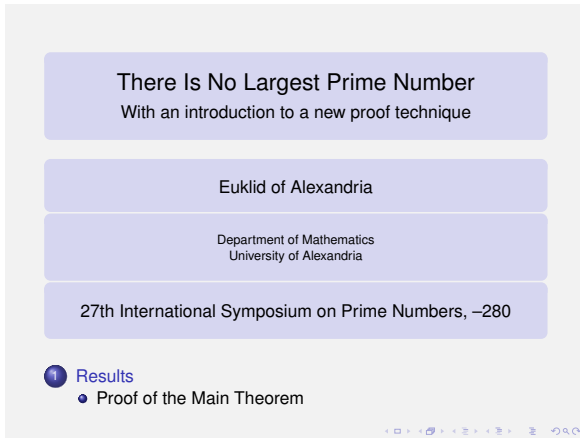 There Is No Largest Prime Number
With an introduction to a new proof technique
Euklid of Alexandria
Department of Mathematics
University of Alexandria
27th International Symposium on Prime Numbers, –280
1 Results
Proof of the Main Theorem